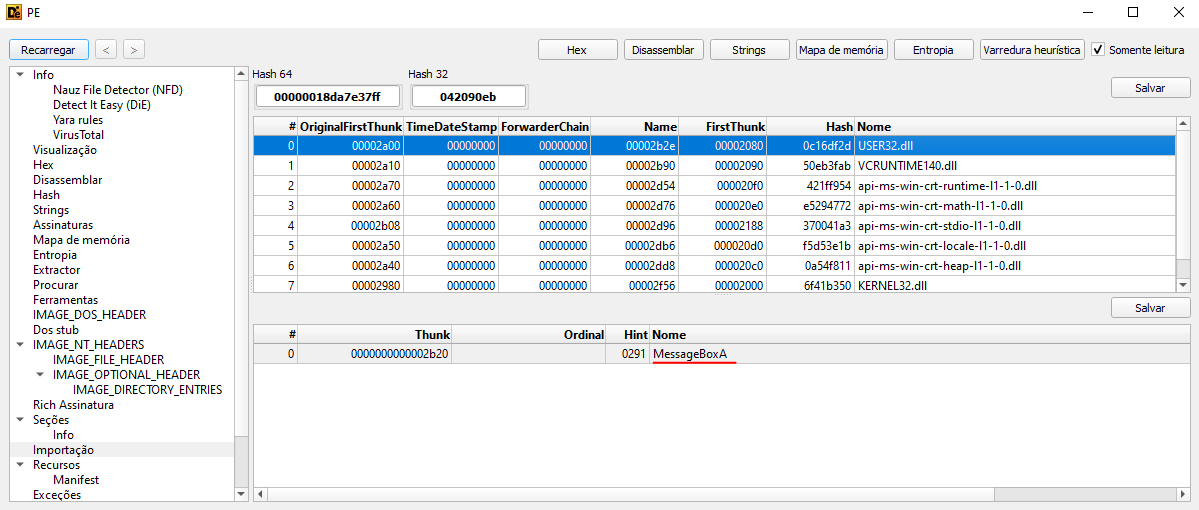 PE
Recarregar < > Hex Disassemblar Strings Mapa de memória Entropia Varredura heurística Somente leitura
Info
Nauz File Detector (NFD)
Detect It Easy (DiE)
Yara rules
VirusTotal
Visualização
Hex
Disassemblar
Hash
Strings
Assinaturas
Mapa de memória
Entropia
Extractor
Procurar
Ferramentas
IMAGE_DOS_HEADER
Dos stub
IMAGE_NT_HEADERS
IMAGE_FILE_HEADER
IMAGE_OPTIONAL_HEADER
IMAGE_DIRECTORY_ENTRIES
Rich Assinatura
Seções
Info
Importação
Recursos
Manifest
Exceções
Hash 64 Hash 32
00000018da7e37ff 042090eb Salvar
# OriginalFirstThunk TimeDateStamp ForwarderChain Name FirstThunk Hash Nome
0 00002a00 00000000 00000000 00002b2e 00002080 0c16df2d USER32.dll
1 00002a10 00000000 00000000 00002b90 00002090 50eb3fab VCRUNTIME140.dll
2 00002a70 00000000 00000000 00002d54 000020f0 421ff954 api-ms-win-crt-runtime-l1-1-0.dll
3 00002a60 00000000 00000000 00002d76 000020e0 e5294772 api-ms-win-crt-math-l1-1-0.dll
4 00002b08 00000000 00000000 00002d96 00002188 370041a3 api-ms-win-crt-stdio-l1-1-0.dll
5 00002a50 00000000 00000000 00002db6 000020d0 f5d53e1b api-ms-win-crt-locale-l1-1-0.dll
6 00002a40 00000000 00000000 00002dd8 000020c0 0a54f811 api-ms-win-crt-heap-l1-1-0.dll
7 00002980 00000000 00000000 00002f56 00002000 6f41b350 KERNEL32.dll
Salvar
# Thunk Ordinal Hint Nome
0 0000000000002b20 0291 MessageBoxA